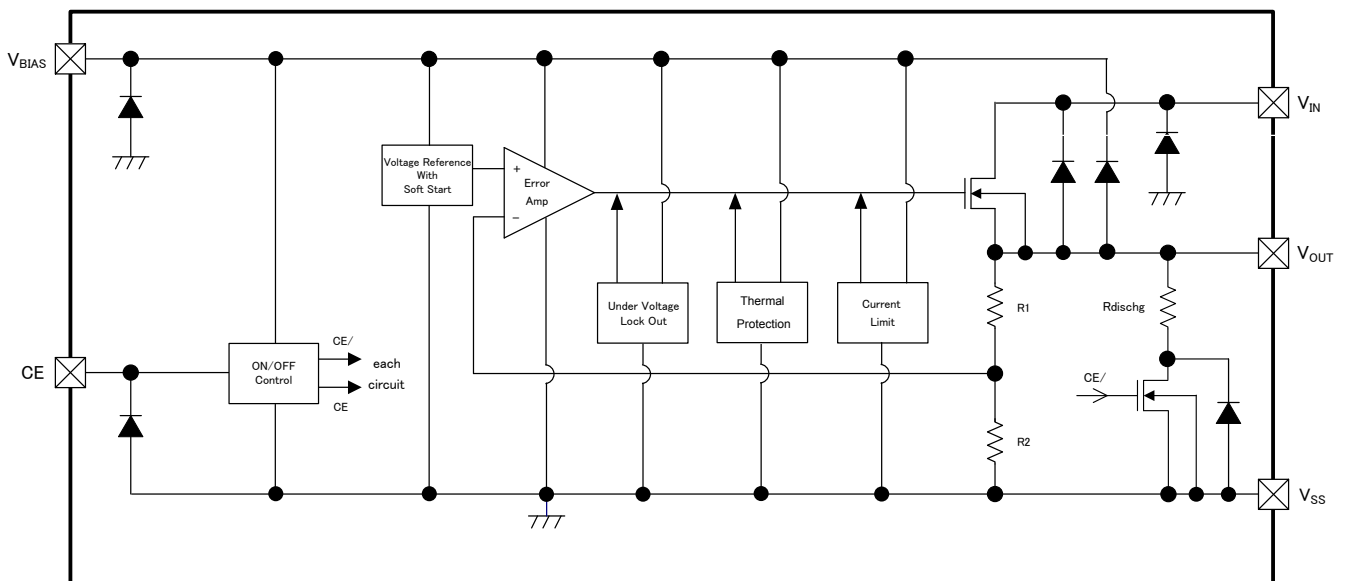 VBIAS
VIN
Voltage Reference
With
Soft Start
+
Error
Amp
−
VOUT
Under Voltage
Lock Out
Thermal
Protection
Current
Limit
R1
Rdischg
CE
ON/OFF
Control
CE/
each
circuit
CE
CE/
R2
VSS